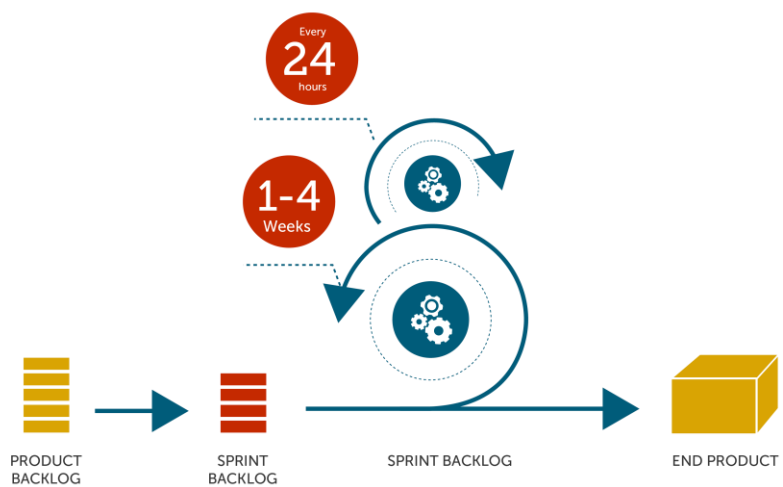 Every
24
hours
1-4
Weeks
PRODUCT
BACKLOG
SPRINT
BACKLOG
SPRINT BACKLOG
END PRODUCT